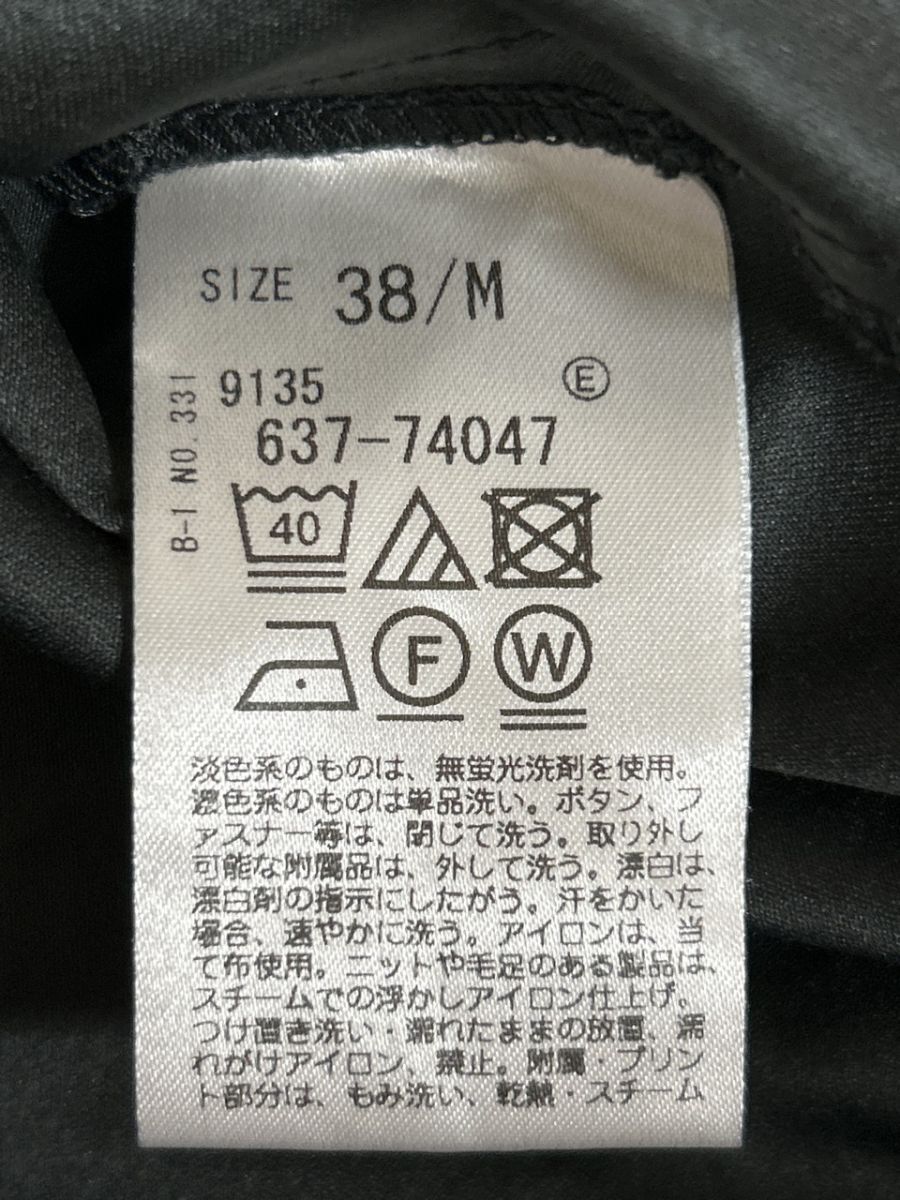 SIZE 38/M
B-1 NO.331
9135 Ⓔ
637-74047
40
F W
淡色系のものは、無蛍光洗剤を使用。
濃色系のものは単品洗い。ボタン、フ
ァスナー等は、閉じて洗う。取り外し
可能な附属品は、外して洗う。漂白は、
漂白剤の指示にしたがう。汗をかいた
場合、速やかに洗う。アイロンは、当
て布使用。ニットや毛足のある製品は、
スチームでの浮かしアイロン仕上げ。
つけ置き洗い・濡れたままの放置、濡
れがけアイロン、禁止。附属・プリン
ト部分は、もみ洗い、乾熱・スチーム